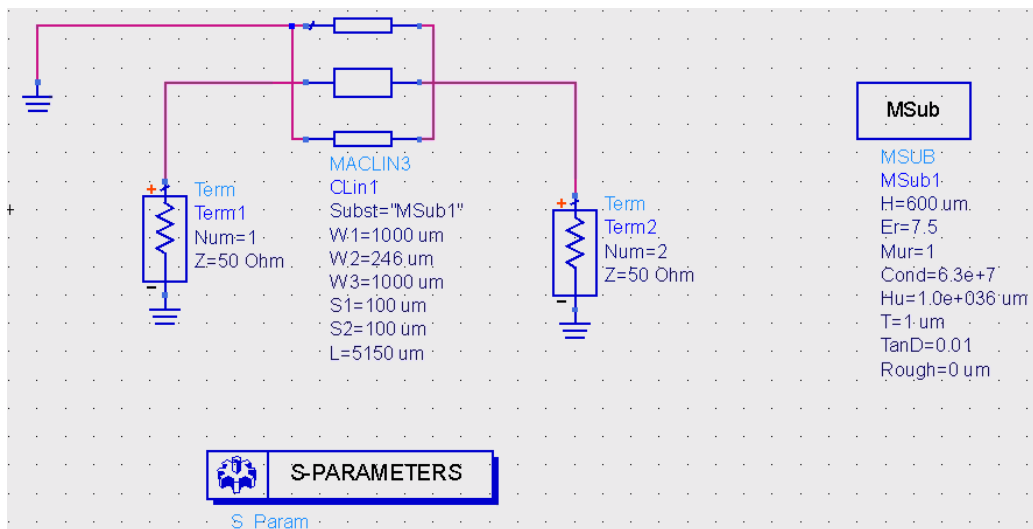 MACLIN3
CLin1
Subst="MSub1"
W1=1000 um
W2=246 um
W3=1000 um
S1=100 um
S2=100 um
L=5150 um
+ Term
Term1
Num=1
Z=50 Ohm
-
+ Term
Term2
Num=2
Z=50 Ohm
-
MSub
MSUB
MSub1
H=600 um
Er=7.5
Mur=1
Cond=6.3e+7
Hu=1.0e+036 um
T=1 um
TanD=0.01
Rough=0 um
S-PARAMETERS
S_Param